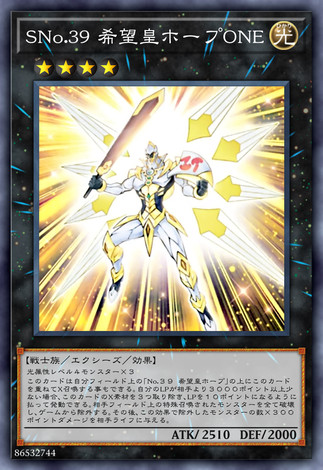 SNo.39 希望皇ホープONE
光
【戦士族／エクシーズ／効果】
光属性レベル４モンスター×３
このカードは自分フィールド上の「No.39 希望皇ホープ」の上にこのカード
を重ねてX召喚する事もできる。自分のLPが相手より３０００ポイント以上少
ない場合、このカードのX素材を３つ取り除き、LPを１０ポイントになるように
払って発動できる。相手フィールド上の特殊召喚されたモンスターを全て破壊
し、ゲームから除外する。その後、この効果で除外したモンスターの数×３００
ポイントダメージを相手ライフに与える。
ATK/ 2510 DEF/2000
86532744